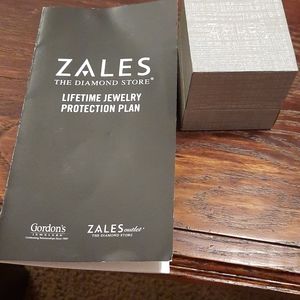 ZALES
THE DIAMOND STORE®
LIFETIME JEWELRY
PROTECTION PLAN
Gordon's
JEWELERS
ZALES outlet
THE DIAMOND STORE